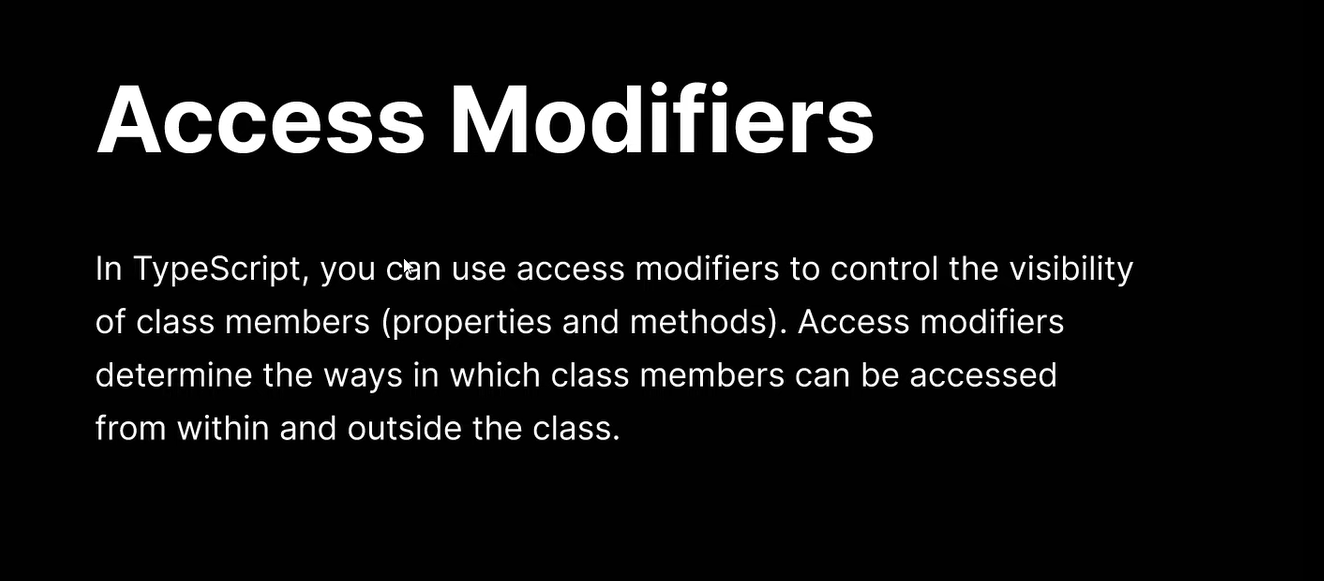 Access Modifiers
In TypeScript, you can use access modifiers to control the visibility
of class members (properties and methods). Access modifiers
determine the ways in which class members can be accessed
from within and outside the class.